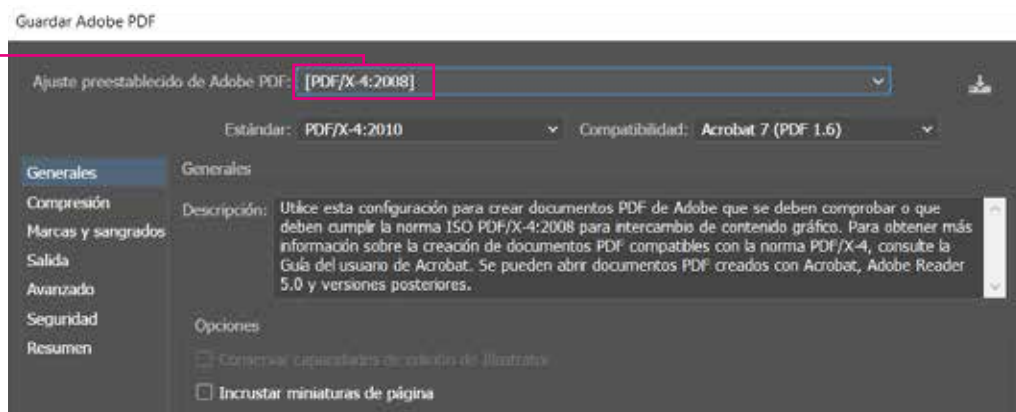 Guardar Adobe PDF
Ajuste preestablecido de Adobe PDF: [PDF/X-4:2008]
Estándar: PDF/X-4:2010 Compatibilidad: Acrobat 7 (PDF 1.6)
Generales
Compresión
Marcas y sangrados
Salida
Avanzado
Seguridad
Resumen
Generales
Descripción: Utilice esta configuración para crear documentos PDF de Adobe que se deben comprobar o que
deben cumplir la norma ISO PDF/X-4:2008 para intercambio de contenido gráfico. Para obtener más
información sobre la creación de documentos PDF compatibles con la norma PDF/X-4, consulte la
Guía del usuario de Acrobat. Se pueden abrir documentos PDF creados con Acrobat, Adobe Reader
5.0 y versiones posteriores.
Opciones
Conservar capacidades de edición de Illustrator
Incrustar miniaturas de página